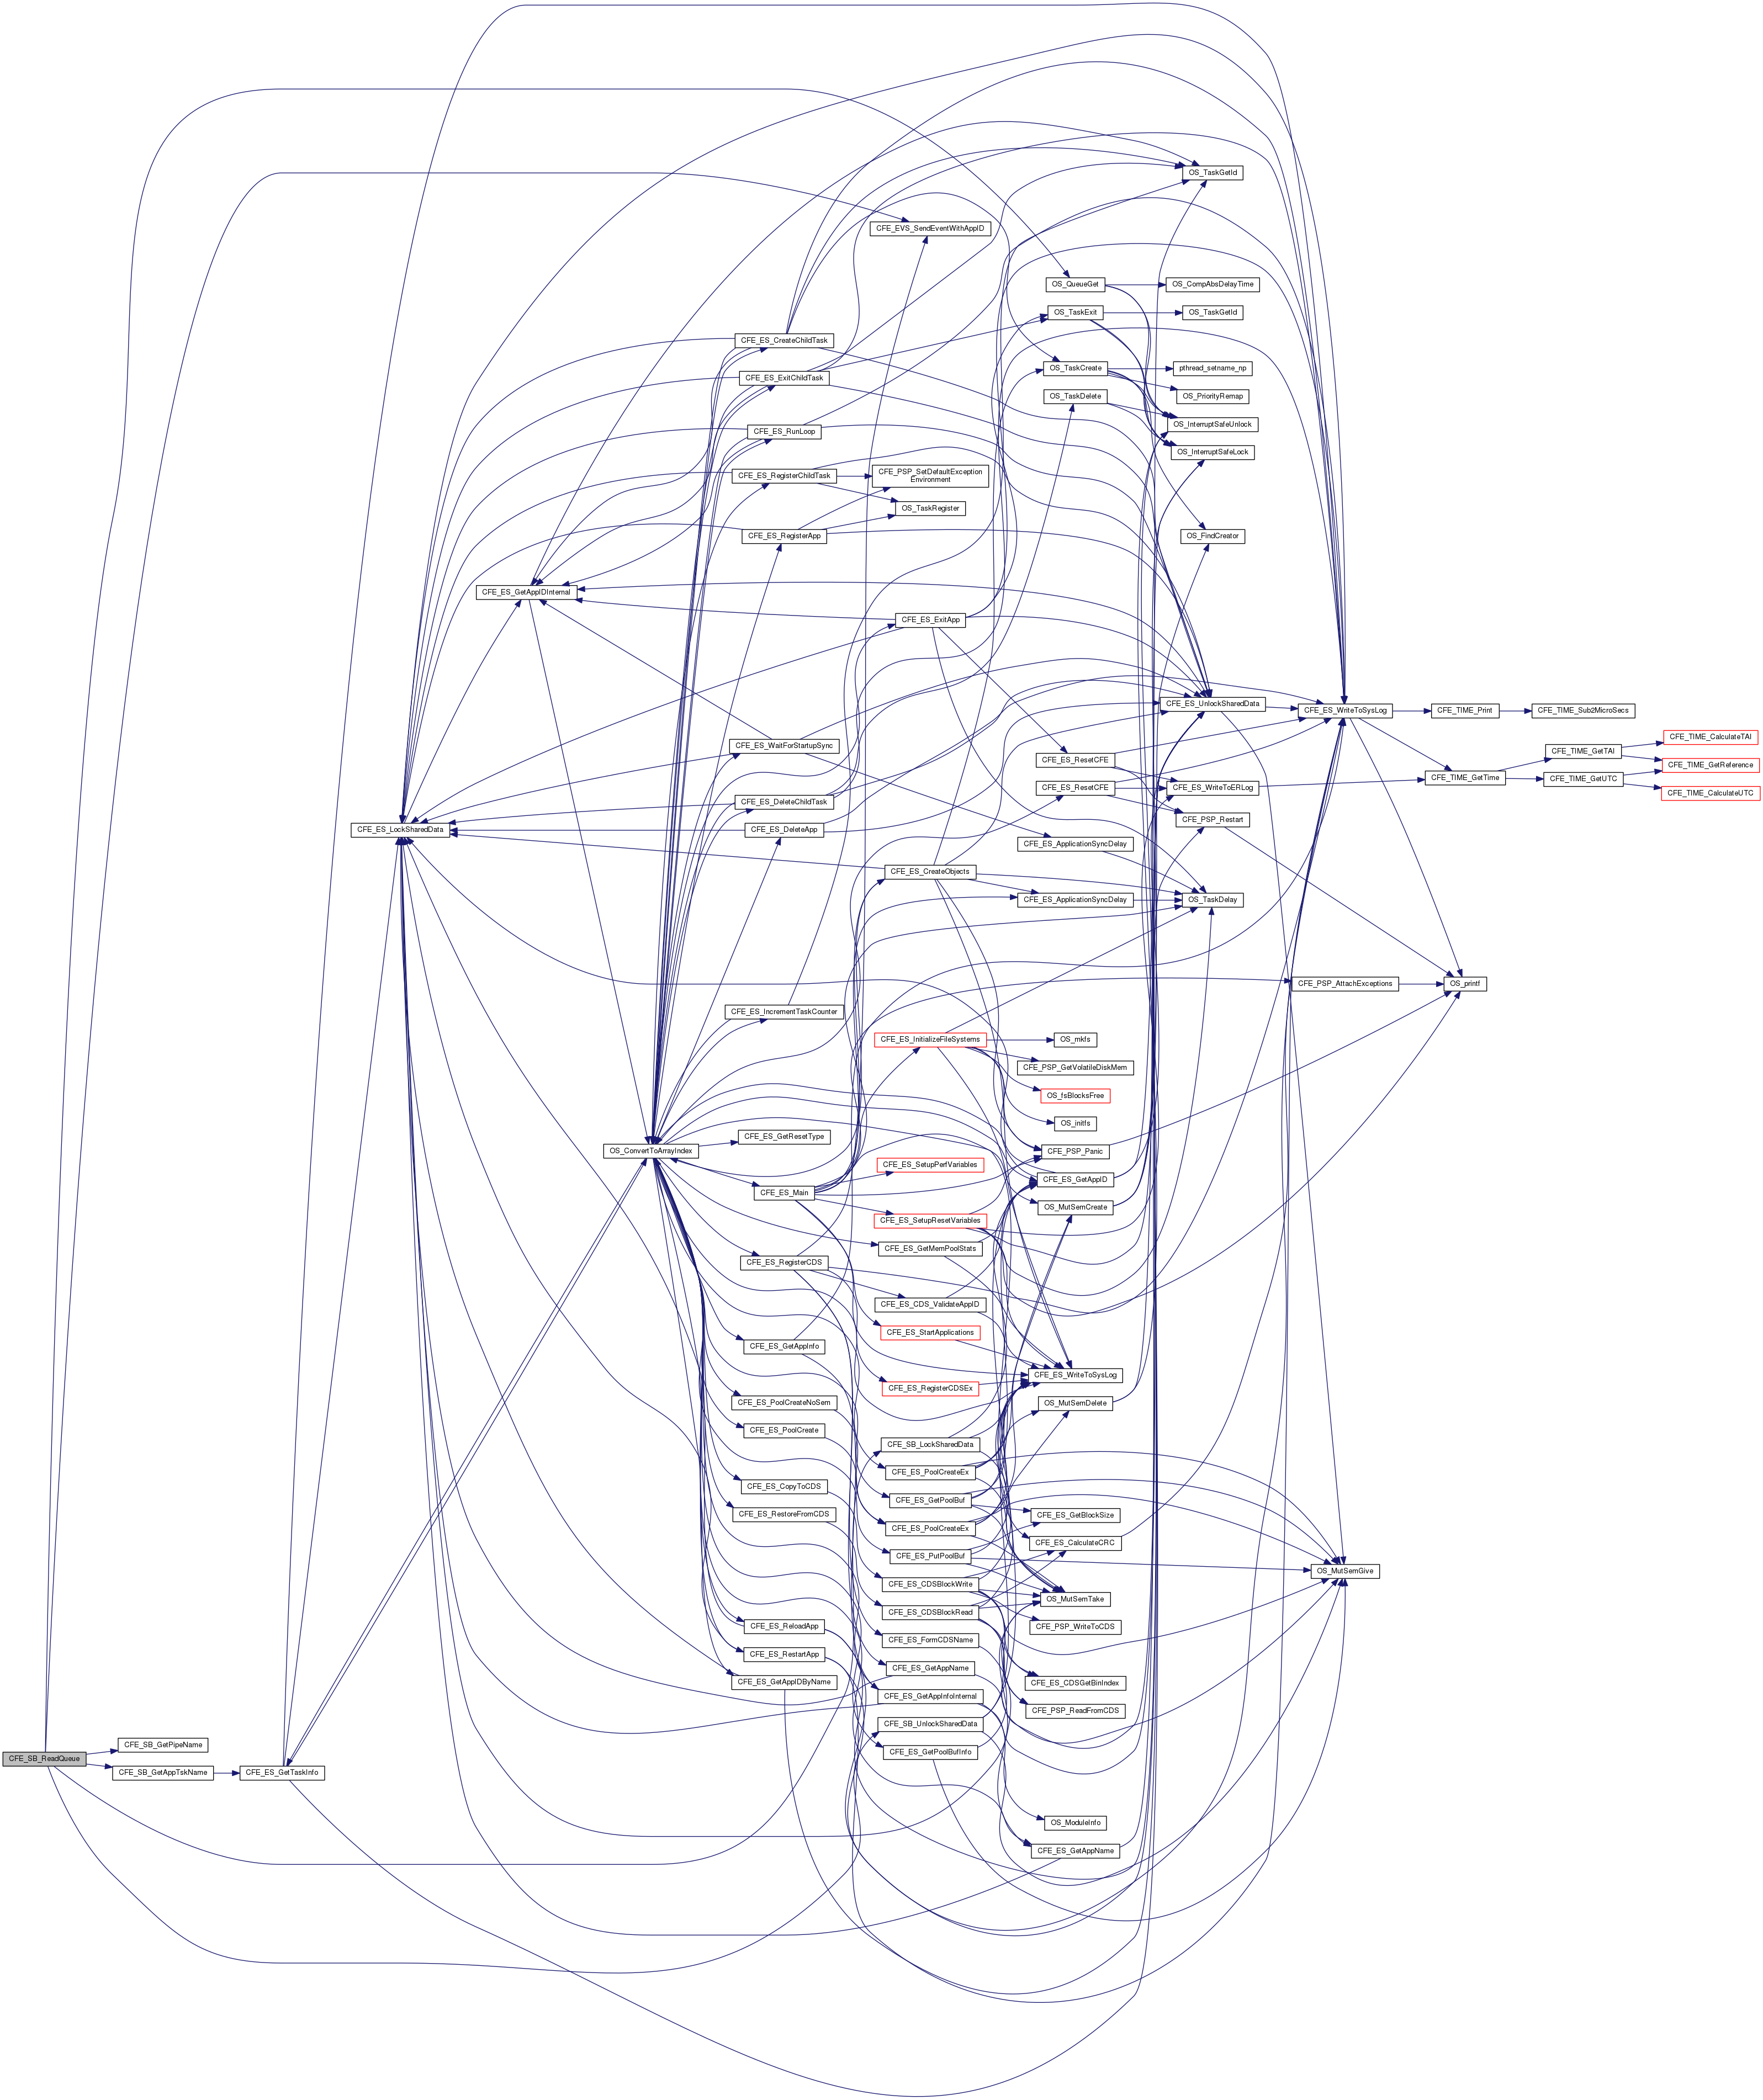 OS_TaskGetId
CFE_EVS_SendEventWithAppID
OS_QueueGet
OS_CompAbsDelayTime
OS_TaskExit
OS_TaskGetId
CFE_ES_CreateChildTask
OS_TaskCreate
pthread_setname_np
CFE_ES_ExitChildTask
OS_TaskDelete
OS_PriorityRemap
OS_InterruptSafeUnlock
CFE_ES_RunLoop
OS_InterruptSafeLock
CFE_ES_RegisterChildTask
CFE_PSP_SetDefaultException
Environment
OS_TaskRegister
CFE_ES_RegisterApp
OS_FindCreator
CFE_ES_GetAppIDInternal
CFE_ES_ExitApp
CFE_ES_UnlockSharedData
CFE_ES_WriteToSysLog
CFE_TIME_Print
CFE_TIME_Sub2MicroSecs
CFE_TIME_CalculateTAI
CFE_ES_WaitForStartupSync
CFE_TIME_GetTAI
CFE_ES_ResetCFE
CFE_TIME_GetReference
CFE_TIME_GetTime
CFE_TIME_GetUTC
CFE_ES_ResetCFE
CFE_ES_WriteToERLog
CFE_TIME_CalculateUTC
CFE_ES_DeleteChildTask
CFE_PSP_Restart
CFE_ES_LockSharedData
CFE_ES_DeleteApp
CFE_ES_ApplicationSyncDelay
CFE_ES_CreateObjects
CFE_ES_ApplicationSyncDelay
OS_TaskDelay
CFE_PSP_AttachExceptions
OS_printf
CFE_ES_IncrementTaskCounter
CFE_ES_InitializeFileSystems
OS_mkfs
CFE_PSP_GetVolatileDiskMem
OS_fsBlocksFree
OS_initfs
CFE_ES_GetResetType
OS_ConvertToArrayIndex
CFE_PSP_Panic
CFE_ES_SetupPerfVariables
CFE_ES_GetAppID
CFE_ES_Main
OS_MutSemCreate
CFE_ES_SetupResetVariables
CFE_ES_GetMemPoolStats
CFE_ES_RegisterCDS
CFE_ES_CDS_ValidateAppID
CFE_ES_StartApplications
CFE_ES_GetAppInfo
CFE_ES_WriteToSysLog
CFE_ES_RegisterCDSEx
CFE_ES_PoolCreateNoSem
OS_MutSemDelete
CFE_ES_PoolCreate
CFE_SB_LockSharedData
CFE_ES_PoolCreateEx
CFE_ES_CopyToCDS
CFE_ES_GetPoolBuf
CFE_ES_RestoreFromCDS
CFE_ES_GetBlockSize
CFE_ES_PoolCreateEx
CFE_ES_CalculateCRC
CFE_ES_PutPoolBuf
OS_MutSemGive
CFE_ES_CDSBlockWrite
OS_MutSemTake
CFE_ES_CDSBlockRead
CFE_ES_ReloadApp
CFE_PSP_WriteToCDS
CFE_ES_FormCDSName
CFE_ES_RestartApp
CFE_ES_GetAppName
CFE_ES_GetAppIDByName
CFE_ES_CDSGetBinIndex
CFE_ES_GetAppInfoInternal
CFE_PSP_ReadFromCDS
CFE_SB_UnlockSharedData
CFE_SB_GetPipeName
CFE_ES_GetPoolBufInfo
CFE_SB_ReadQueue
CFE_SB_GetAppTskName
CFE_ES_GetTaskInfo
OS_ModuleInfo
CFE_ES_GetAppName